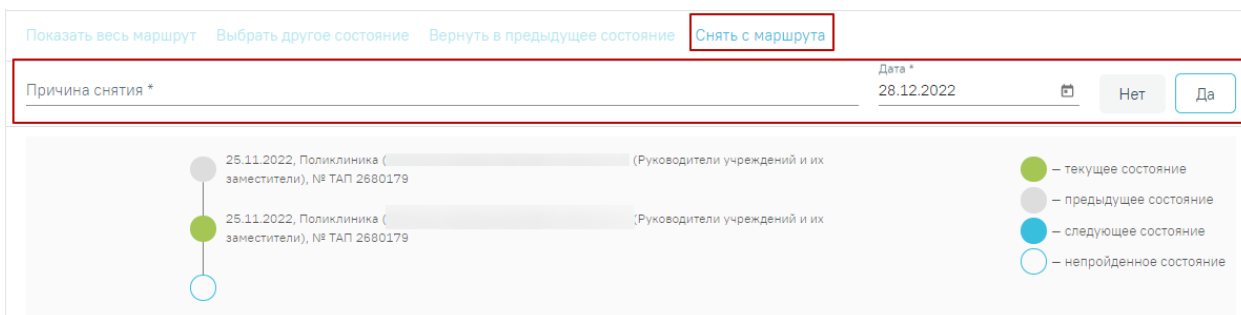 Показать весь маршрут Выбрать другое состояние Вернуть в предыдущее состояние Снять с маршрута
Дата *
Причина снятия * 28.12.2022 Нет Да
25.11.2022, Поликлиника ( (Руководители учреждений и их
заместители), № ТАП 2680179
25.11.2022, Поликлиника ( (Руководители учреждений и их
заместители), № ТАП 2680179
– текущее состояние
– предыдущее состояние
– следующее состояние
– непройденное состояние